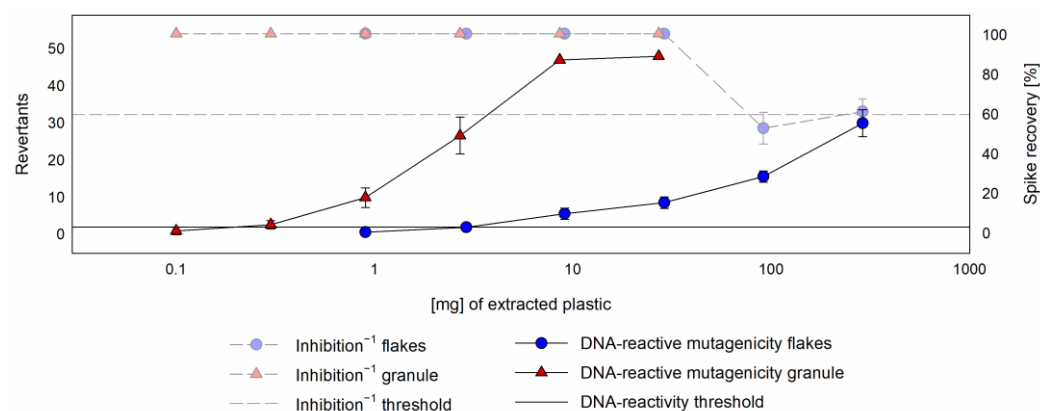 Revertants
50
40
30
20
10
0
100
80
60
40
20
0
Spike recovery [%]
0.1 1 10 100 1000
[mg] of extracted plastic
Inhibition⁻¹ flakes
Inhibition⁻¹ granule
Inhibition⁻¹ threshold
DNA-reactive mutagenicity flakes
DNA-reactive mutagenicity granule
DNA-reactivity threshold